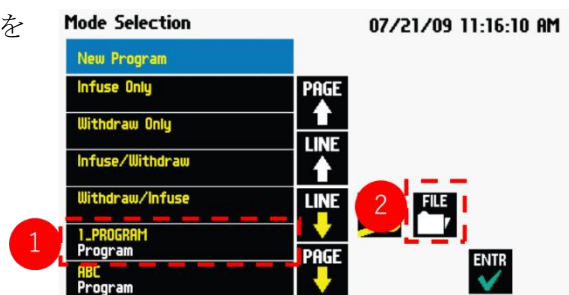 を
Mode Selection 07/21/09 11:16:10 AM
New Program
Infuse Only
Withdraw Only
Infuse/Withdraw
Withdraw/Infuse
1_PROGRAM
Program
ABC
Program
PAGE
LINE
LINE
PAGE
FILE
ENTR
1
2